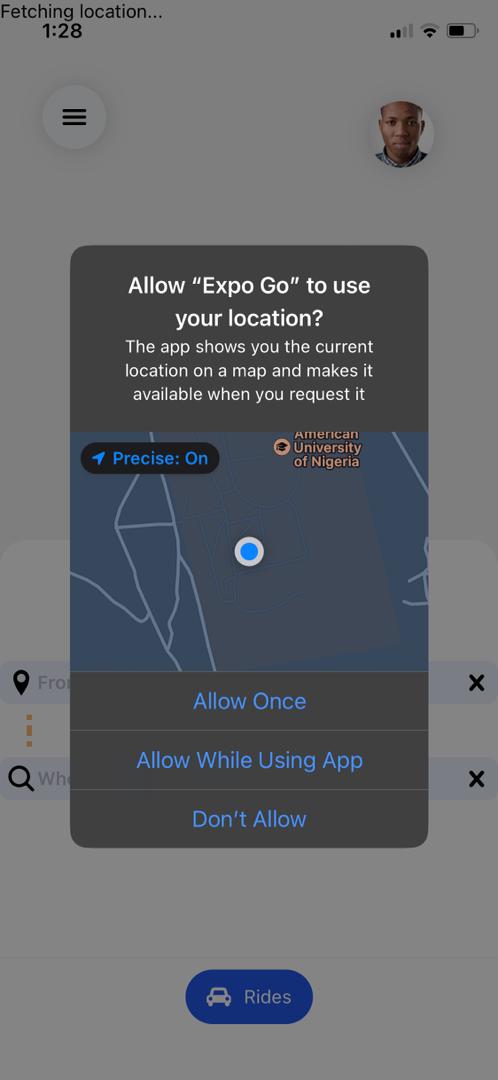 Fetching location...
1:28
Allow “Expo Go” to use
your location?
The app shows you the current
location on a map and makes it
available when you request it
Precise: On
American
University
of Nigeria
Allow Once
Allow While Using App
Don’t Allow
Rides